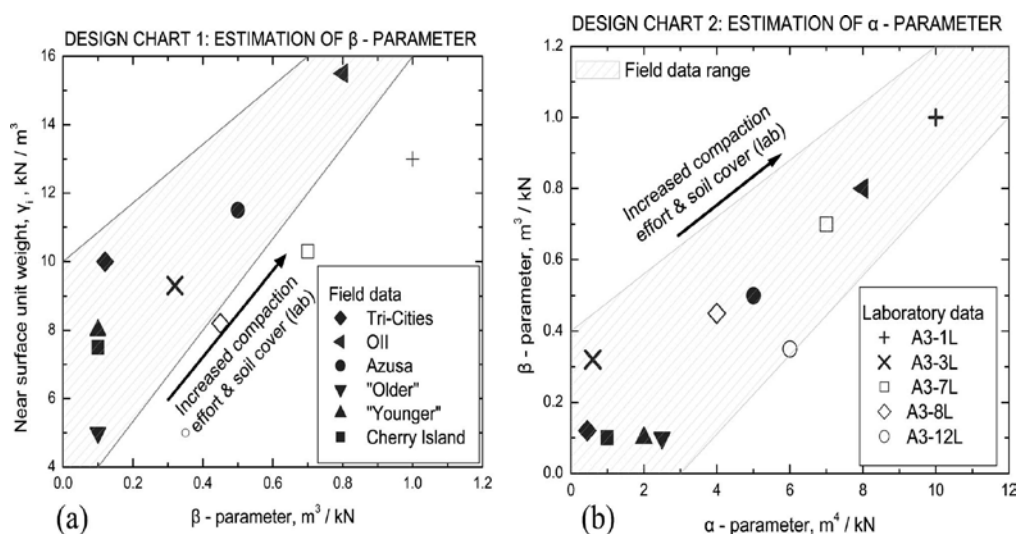 DESIGN CHART 1: ESTIMATION OF β - PARAMETER
16
14
12
10
8
6
4
Near surface unit weight, γi , kN / m3
Increased compaction
effort & soil cover (lab)
Field data
Tri-Cities
OII
Azusa
"Older"
"Younger"
Cherry Island
0.0 0.2 0.4 0.6 0.8 1.0 1.2
(a)
β - parameter, m3 / kN
DESIGN CHART 2: ESTIMATION OF α - PARAMETER
1.2
1.0
0.8
0.6
0.4
0.2
0.0
β - parameter, m3 / kN
Field data range
Increased compaction
effort & soil cover (lab)
Laboratory data
A3-1L
A3-3L
A3-7L
A3-8L
A3-12L
0 2 4 6 8 10 12
(b)
α - parameter, m4 / kN